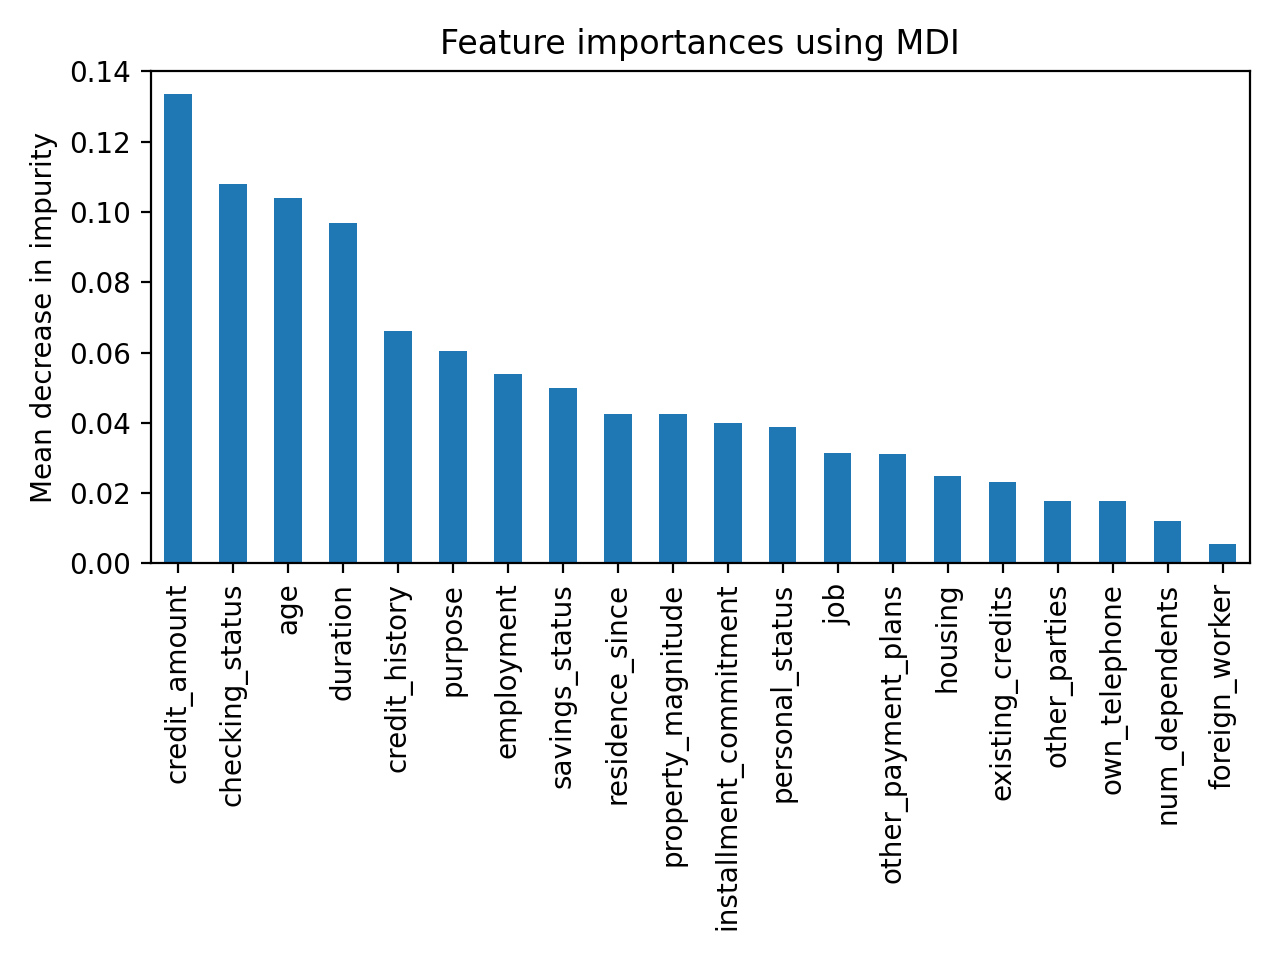 Feature importances using MDI
Mean decrease in impurity
0.14
0.12
0.10
0.08
0.06
0.04
0.02
0.00
credit_amount
checking_status
age
duration
credit_history
purpose
employment
savings_status
residence_since
property_magnitude
installment_commitment
personal_status
job
other_payment_plans
housing
existing_credits
other_parties
own_telephone
num_dependents
foreign_worker